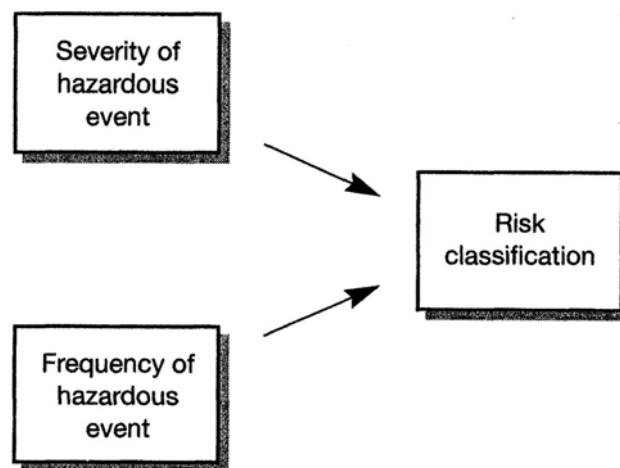 Severity of
hazardous
event
Risk
classification
Frequency of
hazardous
event